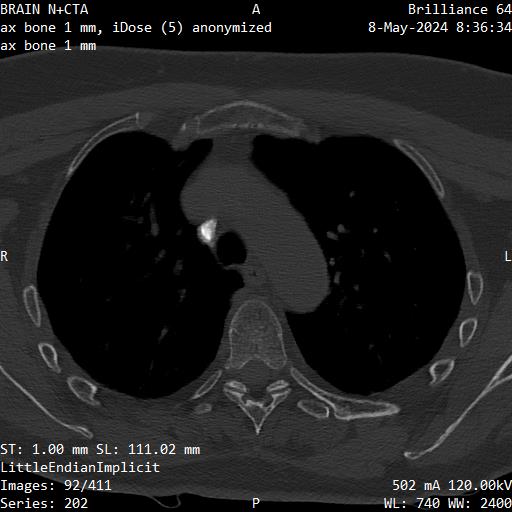 BRAIN N+CTA
A
Brilliance 64
ax bone 1 mm, iDose (5) anonymized
8-May-2024 8:36:34
ax bone 1 mm
R
L
ST: 1.00 mm SL: 111.02 mm
LittleEndianImplicit
Images: 92/411
502 mA 120.00kV
Series: 202
P
WL: 740 WW: 2400